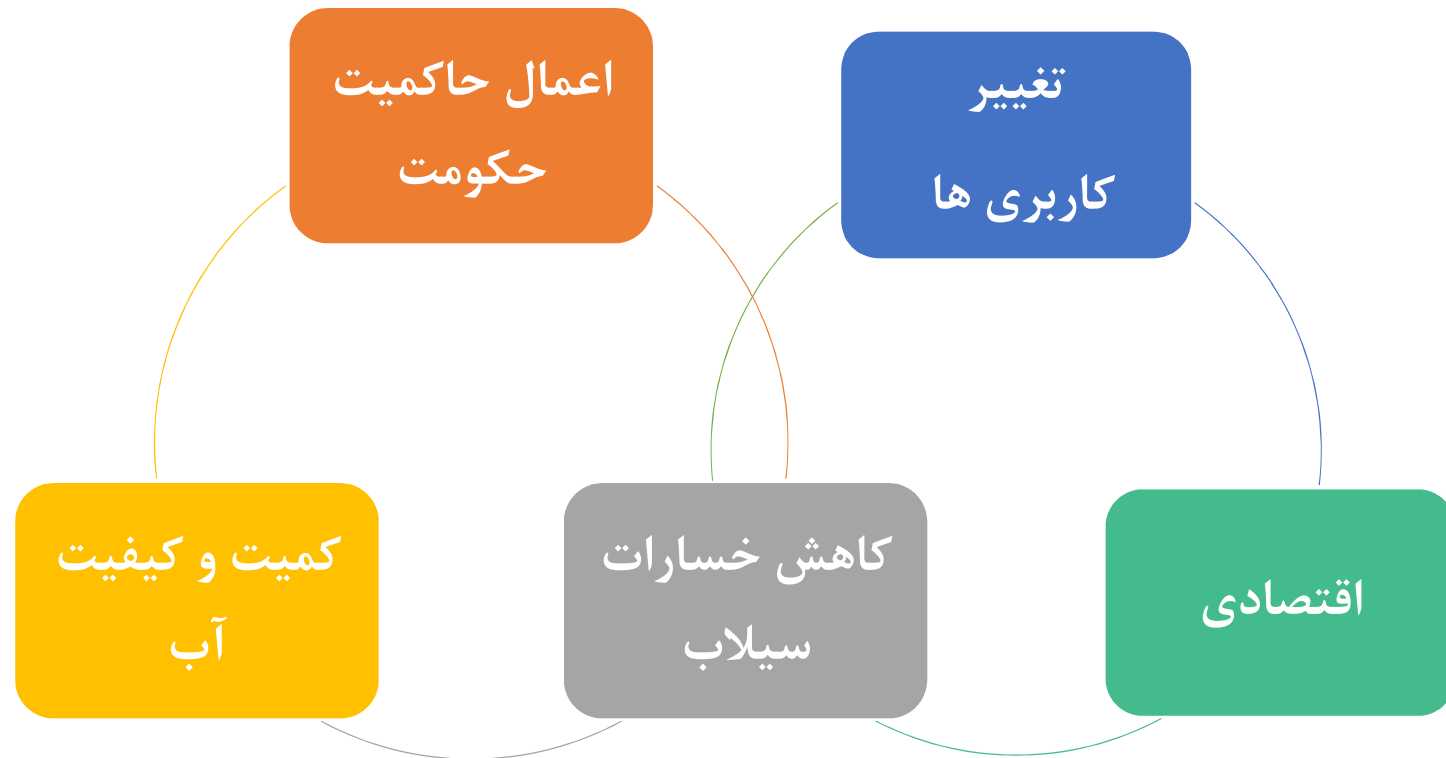 تغییر
کاربری ها
اعمال حاکمیت
حکومت
اقتصادی
کاهش خسارات
سیلاب
کمیت و کیفیت
آب